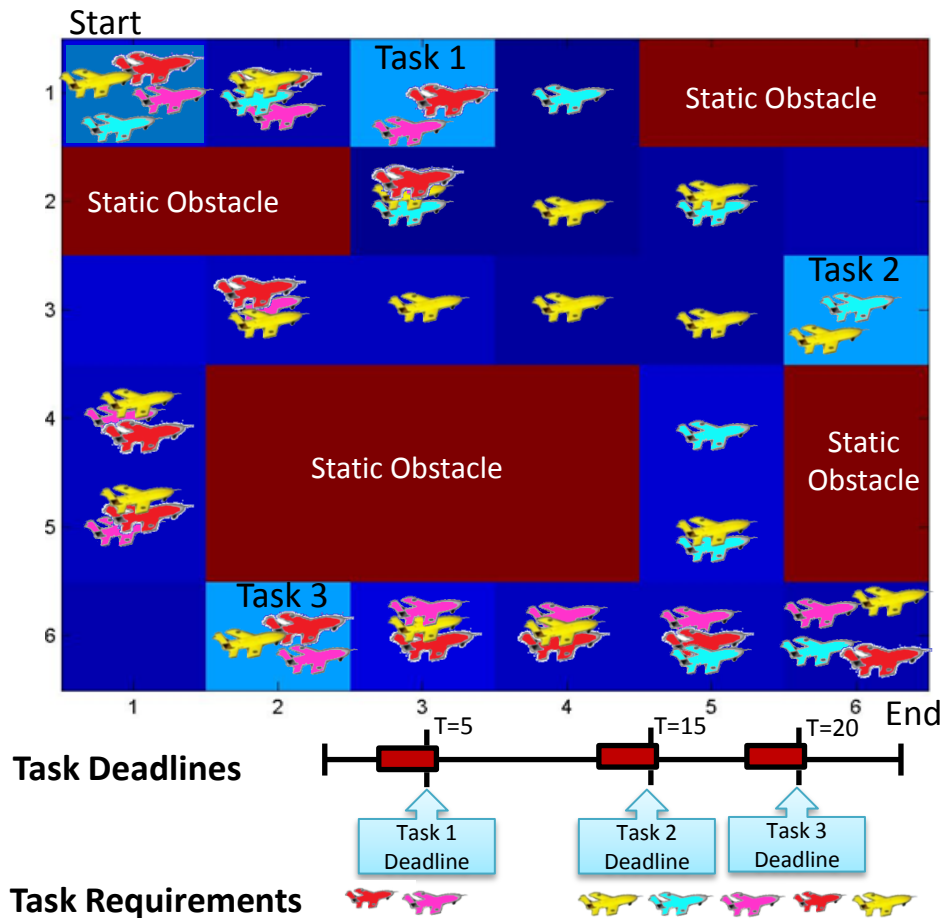 Start
Task 1
1
Static Obstacle
Static Obstacle
2
Task 2
3
4
Static Obstacle
Static
Obstacle
5
Task 3
6
1 2 3 4 5 6 End
T=5 T=15 T=20
Task Deadlines
Task 1
Deadline
Task 2
Deadline
Task 3
Deadline
Task Requirements